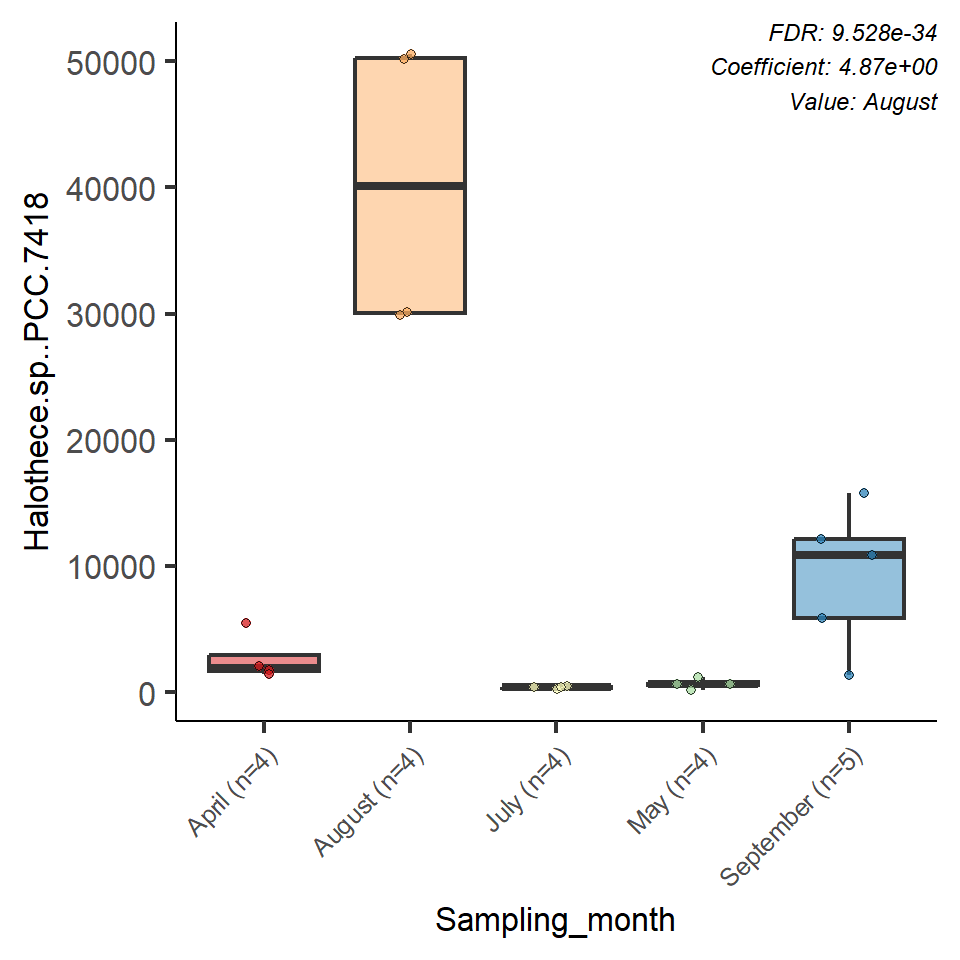 FDR: 9.528e-34
Coefficient: 4.87e+00
Value: August
Halothece.sp..PCC.7418
50000
40000
30000
20000
10000
0
April (n=4)
August (n=4)
July (n=4)
May (n=4)
September (n=5)
Sampling_month